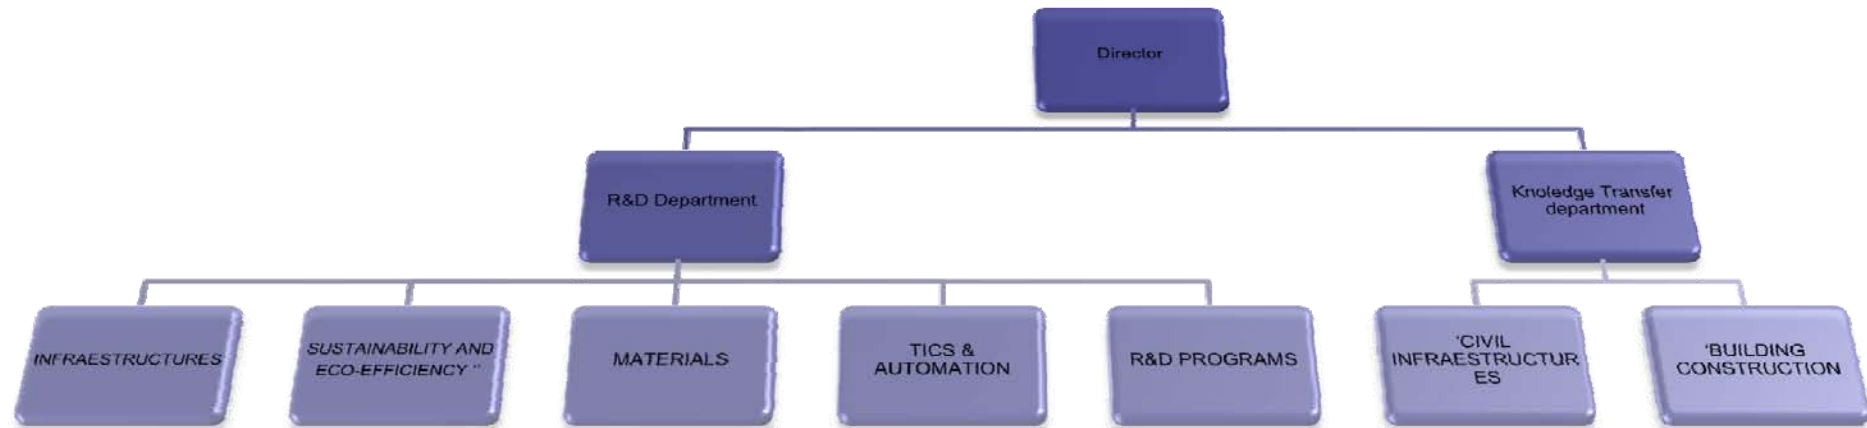 Director
R&D Department
Knoledge Transfer
department
INFRAESTRUCTURES
SUSTAINABILITY AND
ECO-EFFICIENCY "
MATERIALS
TICS &
AUTOMATION
R&D PROGRAMS
'CIVIL
INFRAESTRUCTUR
ES
'BUILDING
CONSTRUCTION